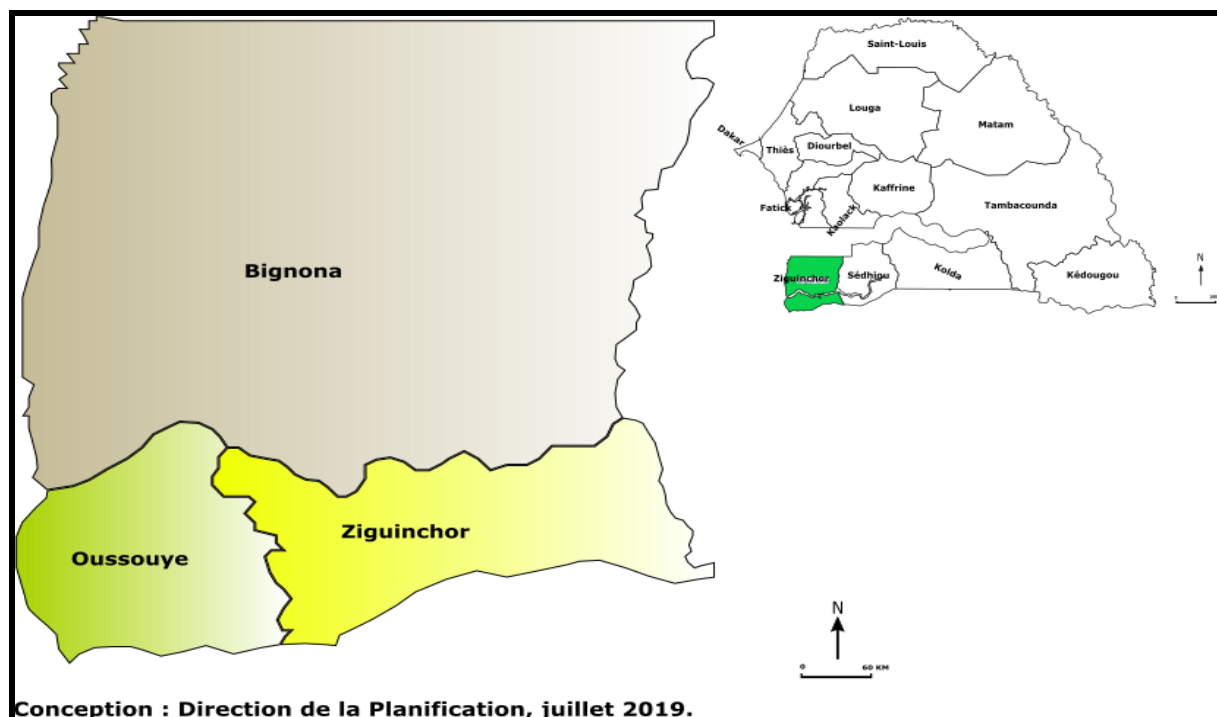 Bignona
Oussouye
Ziguinchor
Saint-Louis
Louga
Matam
Dakar
Thiès
Diourbel
Kaffrine
Fatick
Kaolack
Tambacounda
Ziguinchor
Sédhiou
Kolda
Kédougou
N
0
N
0 60 KM
Conception : Direction de la Planification, juillet 2019.